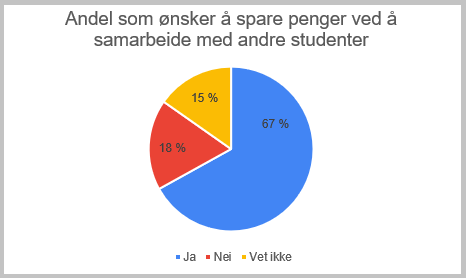 Andel som ønsker å spare penger ved å
samarbeide med andre studenter
15 %
67 %
18 %
Ja Nei Vet ikke